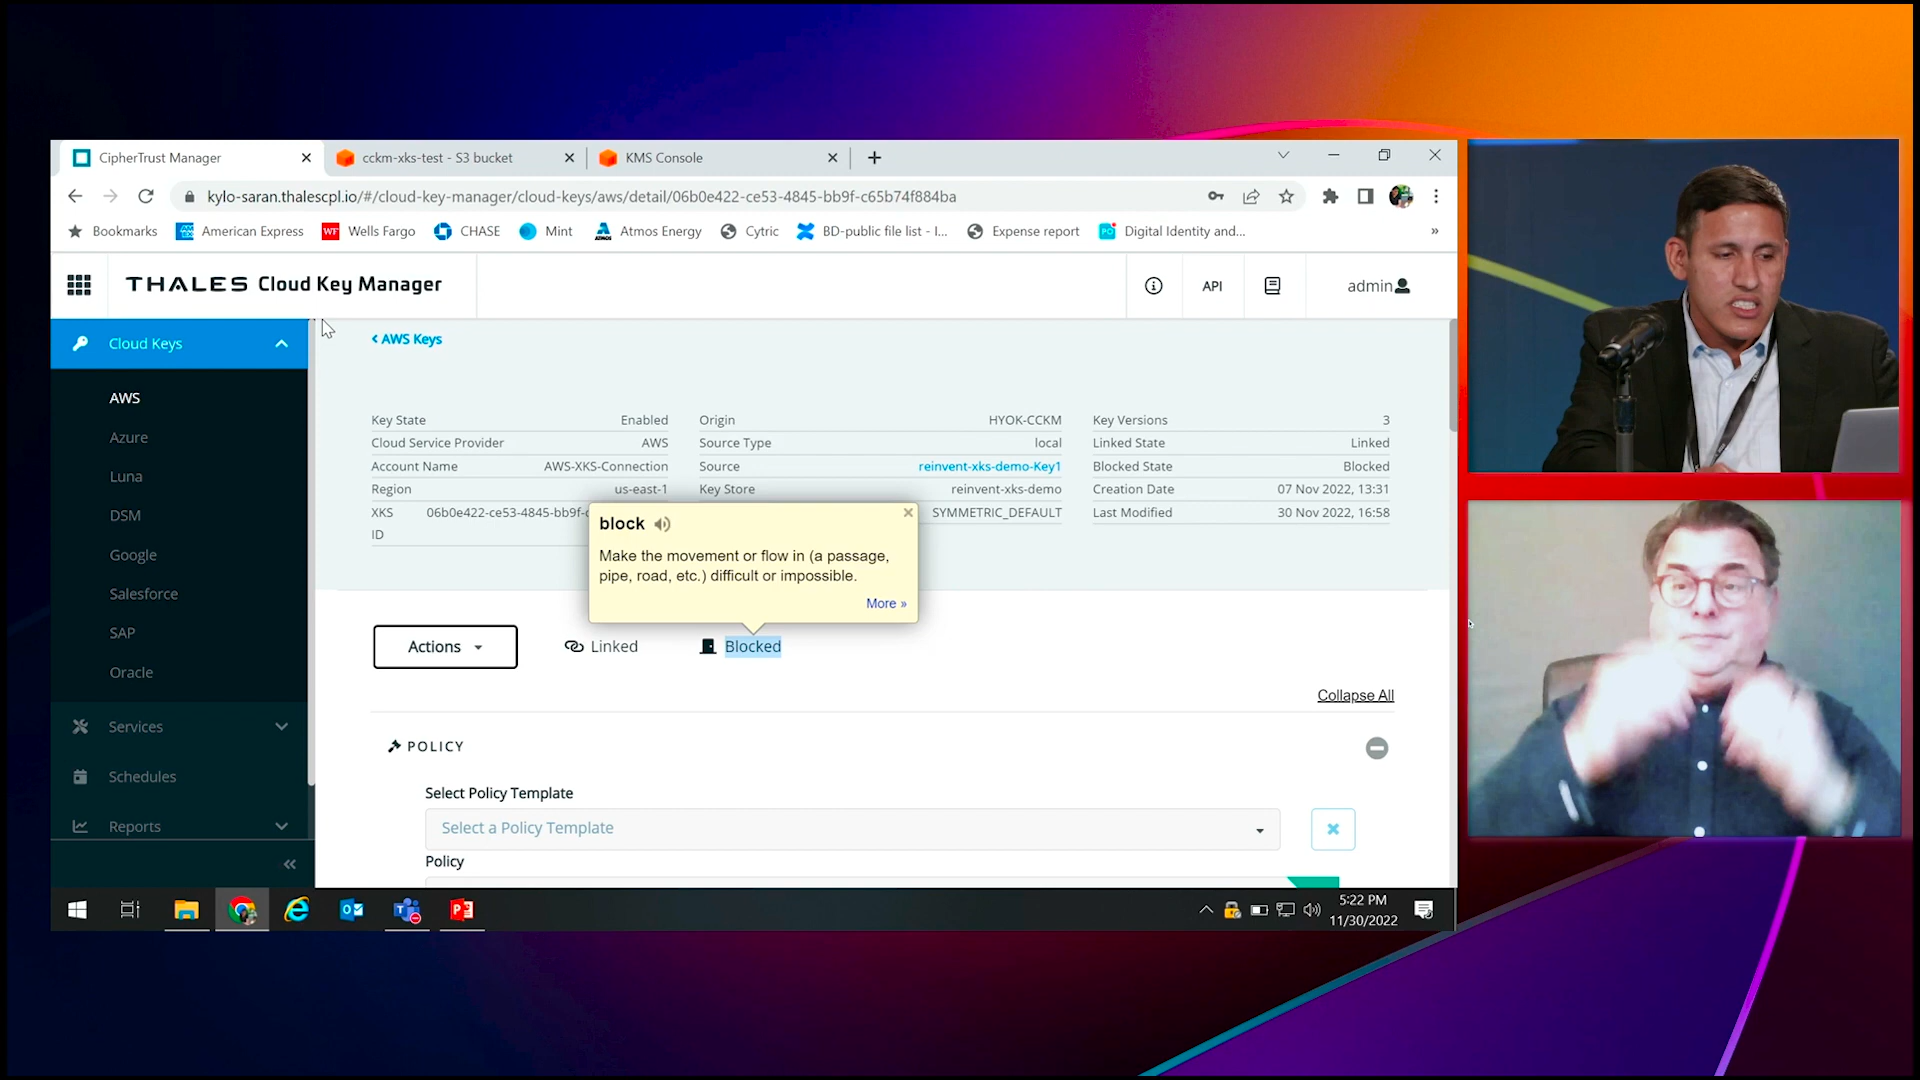 CipherTrust Manager
cckm-xks-test - S3 bucket
KMS Console
kylo-saran.thalescpl.io/#/cloud-key-manager/cloud-keys/aws/detail/06b0e422-ce53-4845-bb9f-c65b74f884ba
Bookmarks
American Express
WF Wells Fargo
CHASE
Mint
ATMOS Atmos Energy
Cytric
BD-public file list - I...
Expense report
PO Digital Identity and...
»
THALES Cloud Key Manager
API
admin
Cloud Keys
AWS
Azure
Luna
DSM
Google
Salesforce
SAP
Oracle
Services
Schedules
Reports
«
< AWS Keys
Key State Enabled
Cloud Service Provider AWS
Account Name AWS-XKS-Connection
Region us-east-1
XKS ID 06b0e422-ce53-4845-bb9f-
Origin HYOK-CCKM
Source Type local
Source reinvent-xks-demo-Key1
Key Store reinvent-xks-demo
SYMMETRIC_DEFAULT
Key Versions 3
Linked State Linked
Blocked State Blocked
Creation Date 07 Nov 2022, 13:31
Last Modified 30 Nov 2022, 16:58
block
Make the movement or flow in (a passage,
pipe, road, etc.) difficult or impossible.
More »
Actions
Linked
Blocked
Collapse All
POLICY
Select Policy Template
Select a Policy Template
Policy
5:22 PM
11/30/2022